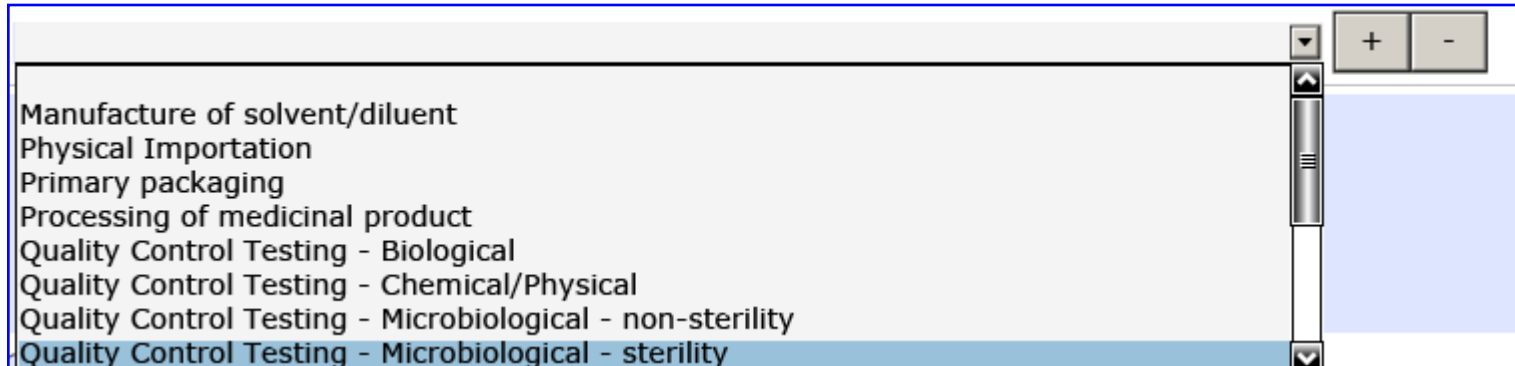 + -
Manufacture of solvent/diluent
Physical Importation
Primary packaging
Processing of medicinal product
Quality Control Testing - Biological
Quality Control Testing - Chemical/Physical
Quality Control Testing - Microbiological - non-sterility
Quality Control Testing - Microbiological - sterility